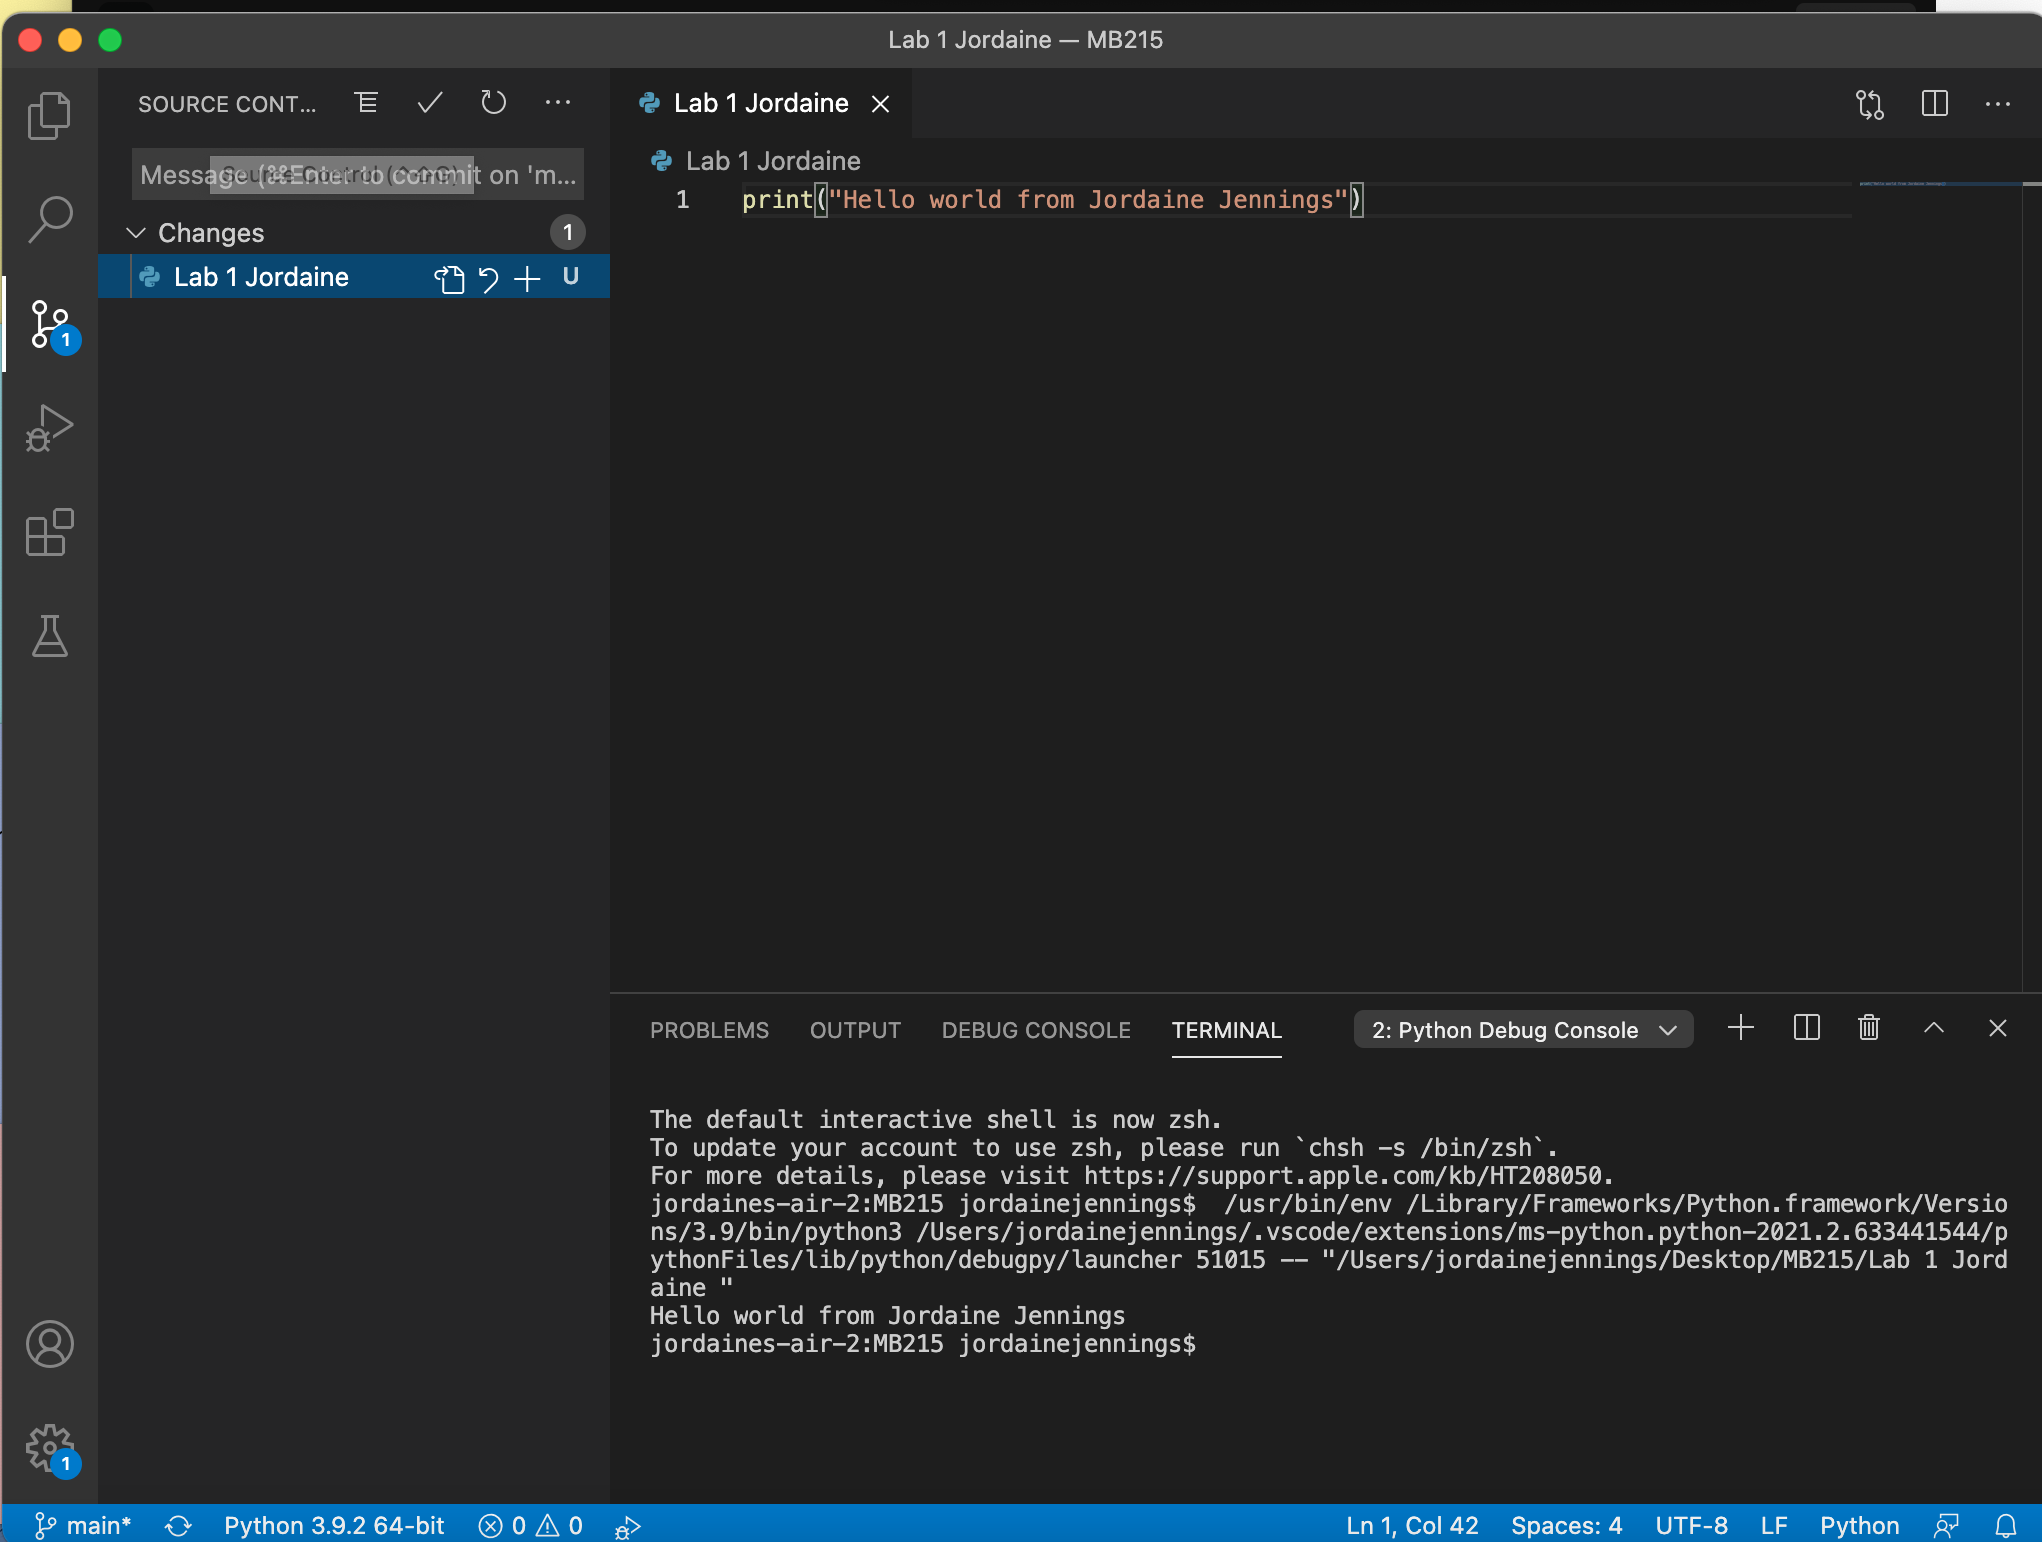 Lab 1 Jordaine — MB215
SOURCE CONT...
Lab 1 Jordaine
Message (⌘Enter to commit on 'm...
Source Control (⌃⇧G)
Changes 1
Lab 1 Jordaine U
1
Lab 1 Jordaine
1 print("Hello world from Jordaine Jennings")
PROBLEMS OUTPUT DEBUG CONSOLE TERMINAL 2: Python Debug Console
The default interactive shell is now zsh.
To update your account to use zsh, please run `chsh -s /bin/zsh`.
For more details, please visit https://support.apple.com/kb/HT208050.
jordaines-air-2:MB215 jordainejennings$  /usr/bin/env /Library/Frameworks/Python.framework/Versio
ns/3.9/bin/python3 /Users/jordainejennings/.vscode/extensions/ms-python.python-2021.2.633441544/p
ythonFiles/lib/python/debugpy/launcher 51015 -- "/Users/jordainejennings/Desktop/MB215/Lab 1 Jord
aine "
Hello world from Jordaine Jennings
jordaines-air-2:MB215 jordainejennings$
1
main* Python 3.9.2 64-bit 0 0 Ln 1, Col 42 Spaces: 4 UTF-8 LF Python